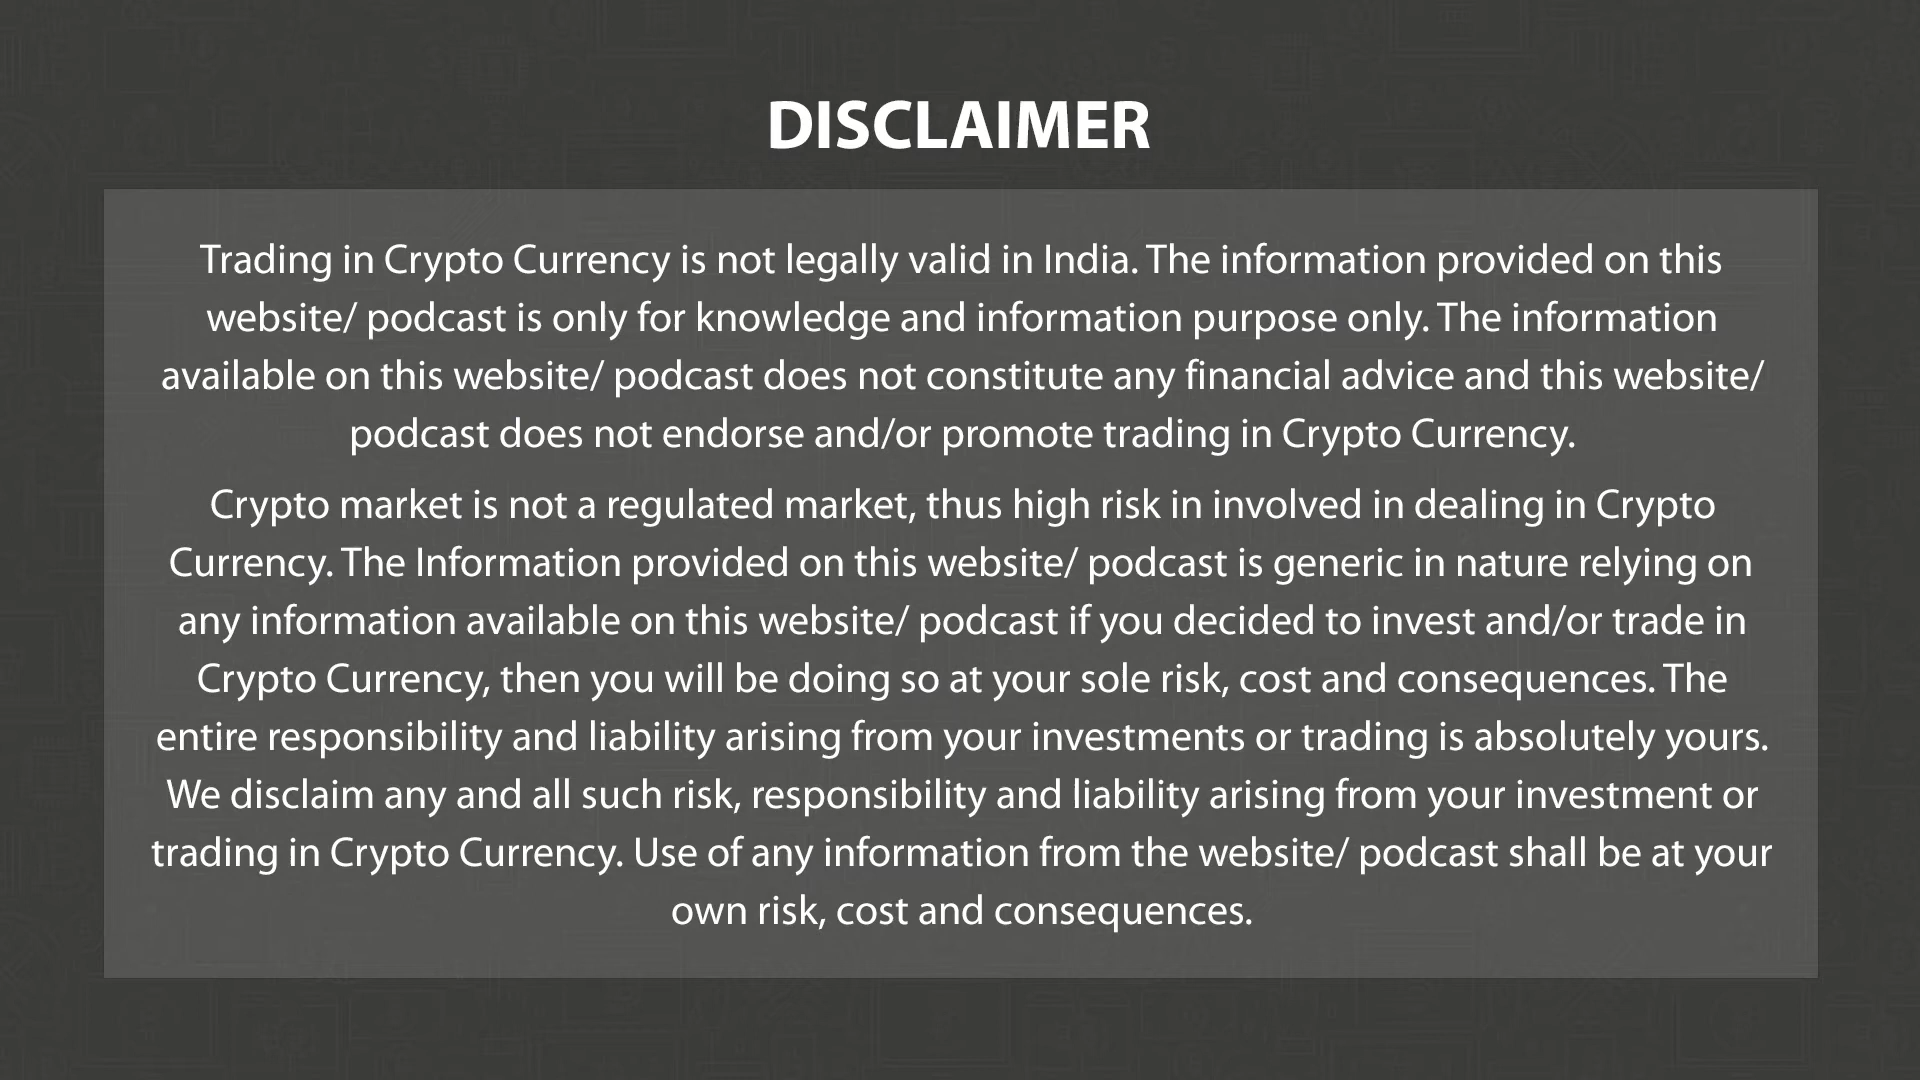 DISCLAIMER
Trading in Crypto Currency is not legally valid in India. The information provided on this
website/ podcast is only for knowledge and information purpose only. The information
available on this website/ podcast does not constitute any financial advice and this website/
podcast does not endorse and/or promote trading in Crypto Currency.
Crypto market is not a regulated market, thus high risk in involved in dealing in Crypto
Currency. The Information provided on this website/ podcast is generic in nature relying on
any information available on this website/ podcast if you decided to invest and/or trade in
Crypto Currency, then you will be doing so at your sole risk, cost and consequences. The
entire responsibility and liability arising from your investments or trading is absolutely yours.
We disclaim any and all such risk, responsibility and liability arising from your investment or
trading in Crypto Currency. Use of any information from the website/ podcast shall be at your
own risk, cost and consequences.